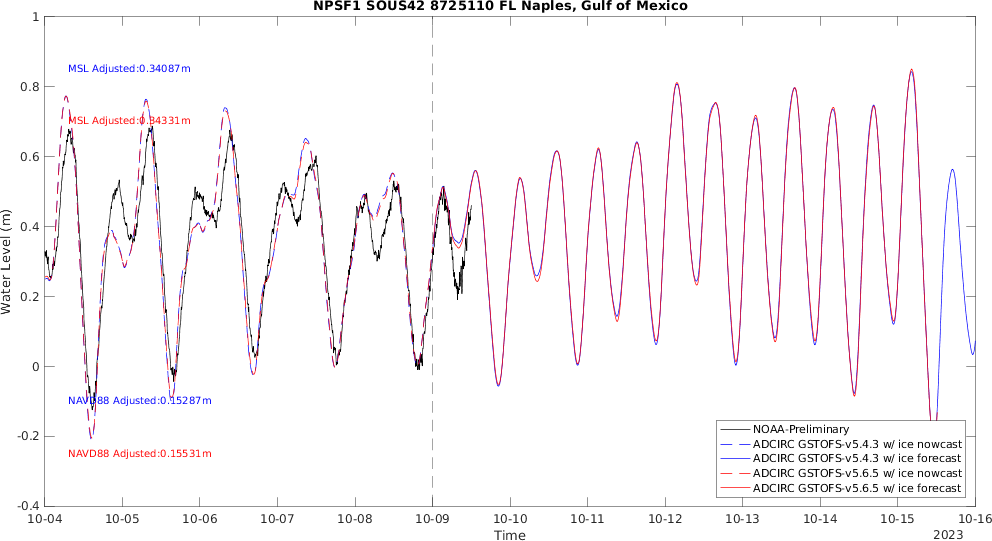 NPSF1 SOUS42 8725110 FL Naples, Gulf of Mexico
1
0.8
0.6
0.4
0.2
0
-0.2
-0.4
Water Level (m)
MSL Adjusted:0.34087m
MSL Adjusted:0.34331m
NAVD88 Adjusted:0.15287m
NAVD88 Adjusted:0.15531m
NOAA-Preliminary
ADCIRC GSTOFS-v5.4.3 w/ ice nowcast
ADCIRC GSTOFS-v5.4.3 w/ ice forecast
ADCIRC GSTOFS-v5.6.5 w/ ice nowcast
ADCIRC GSTOFS-v5.6.5 w/ ice forecast
10-04 10-05 10-06 10-07 10-08 10-09 10-10 10-11 10-12 10-13 10-14 10-15 10-16
Time
2023